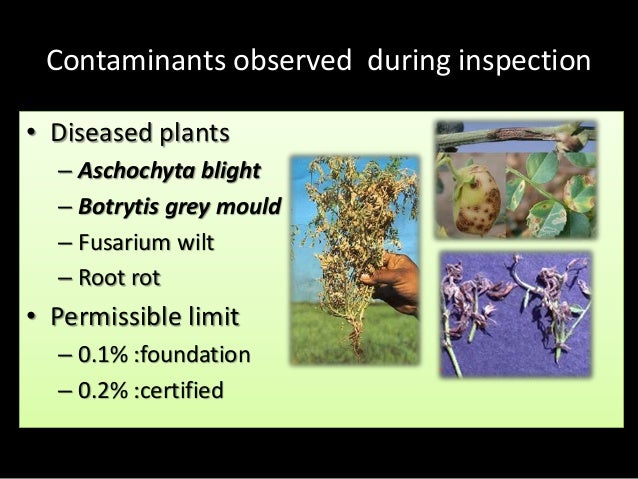 Contaminants observed during inspection
• Diseased plants
– Aschochyta blight
– Botrytis grey mould
– Fusarium wilt
– Root rot
• Permissible limit
– 0.1% :foundation
– 0.2% :certified